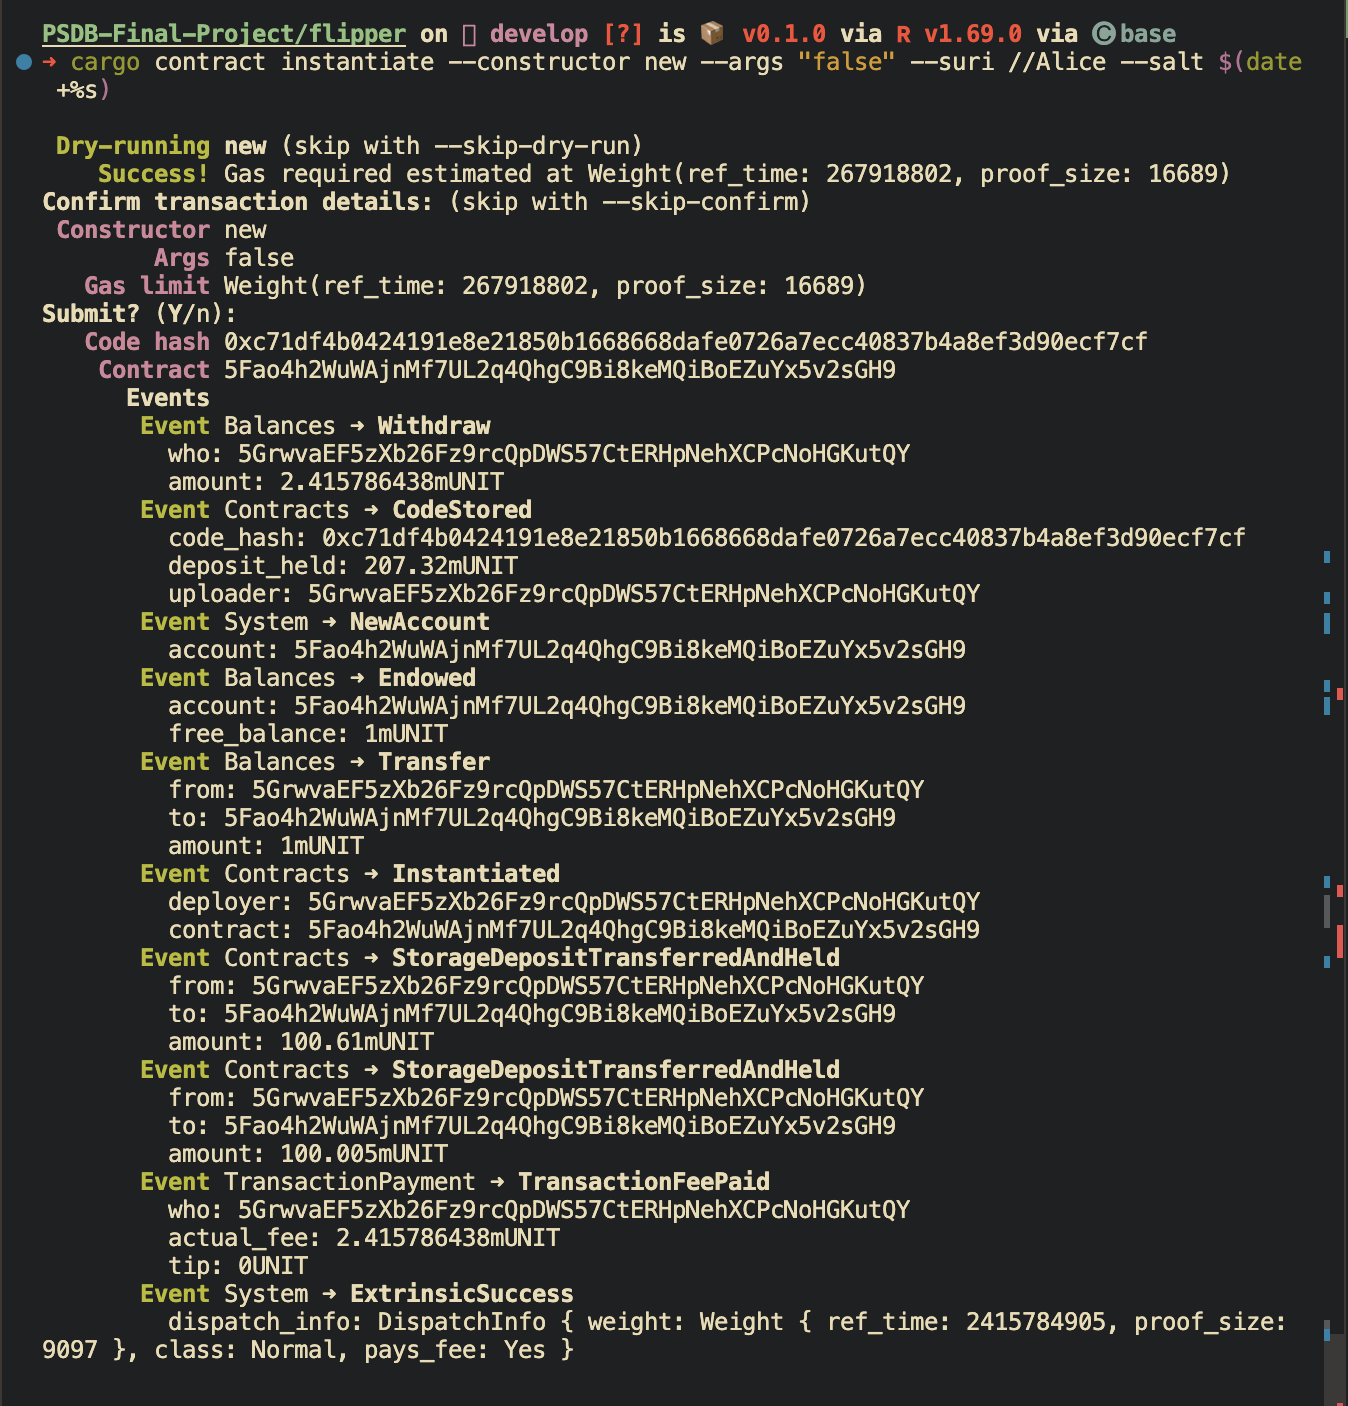 PSDB-Final-Project/flipper on develop [?] is 📦 v0.1.0 via R v1.69.0 via Ⓒ base
➜ cargo contract instantiate --constructor new --args "false" --suri //Alice --salt $(date
+%s)
Dry-running new (skip with --skip-dry-run)
Success! Gas required estimated at Weight(ref_time: 267918802, proof_size: 16689)
Confirm transaction details: (skip with --skip-confirm)
Constructor new
Args false
Gas limit Weight(ref_time: 267918802, proof_size: 16689)
Submit? (Y/n):
Code hash 0xc71df4b0424191e8e21850b1668668dafe0726a7ecc40837b4a8ef3d90ecf7cf
Contract 5Fao4h2WuWAjnMf7UL2q4QhgC9Bi8keMQiBoEZuYx5v2sGH9
Events
Event Balances ➜ Withdraw
who: 5GrwvaEF5zXb26Fz9rcQpDWS57CtERHpNehXCPcNoHGKutQY
amount: 2.415786438mUNIT
Event Contracts ➜ CodeStored
code_hash: 0xc71df4b0424191e8e21850b1668668dafe0726a7ecc40837b4a8ef3d90ecf7cf
deposit_held: 207.32mUNIT
uploader: 5GrwvaEF5zXb26Fz9rcQpDWS57CtERHpNehXCPcNoHGKutQY
Event System ➜ NewAccount
account: 5Fao4h2WuWAjnMf7UL2q4QhgC9Bi8keMQiBoEZuYx5v2sGH9
Event Balances ➜ Endowed
account: 5Fao4h2WuWAjnMf7UL2q4QhgC9Bi8keMQiBoEZuYx5v2sGH9
free_balance: 1mUNIT
Event Balances ➜ Transfer
from: 5GrwvaEF5zXb26Fz9rcQpDWS57CtERHpNehXCPcNoHGKutQY
to: 5Fao4h2WuWAjnMf7UL2q4QhgC9Bi8keMQiBoEZuYx5v2sGH9
amount: 1mUNIT
Event Contracts ➜ Instantiated
deployer: 5GrwvaEF5zXb26Fz9rcQpDWS57CtERHpNehXCPcNoHGKutQY
contract: 5Fao4h2WuWAjnMf7UL2q4QhgC9Bi8keMQiBoEZuYx5v2sGH9
Event Contracts ➜ StorageDepositTransferredAndHeld
from: 5GrwvaEF5zXb26Fz9rcQpDWS57CtERHpNehXCPcNoHGKutQY
to: 5Fao4h2WuWAjnMf7UL2q4QhgC9Bi8keMQiBoEZuYx5v2sGH9
amount: 100.61mUNIT
Event Contracts ➜ StorageDepositTransferredAndHeld
from: 5GrwvaEF5zXb26Fz9rcQpDWS57CtERHpNehXCPcNoHGKutQY
to: 5Fao4h2WuWAjnMf7UL2q4QhgC9Bi8keMQiBoEZuYx5v2sGH9
amount: 100.005mUNIT
Event TransactionPayment ➜ TransactionFeePaid
who: 5GrwvaEF5zXb26Fz9rcQpDWS57CtERHpNehXCPcNoHGKutQY
actual_fee: 2.415786438mUNIT
tip: 0UNIT
Event System ➜ ExtrinsicSuccess
dispatch_info: DispatchInfo { weight: Weight { ref_time: 2415784905, proof_size:
9097 }, class: Normal, pays_fee: Yes }